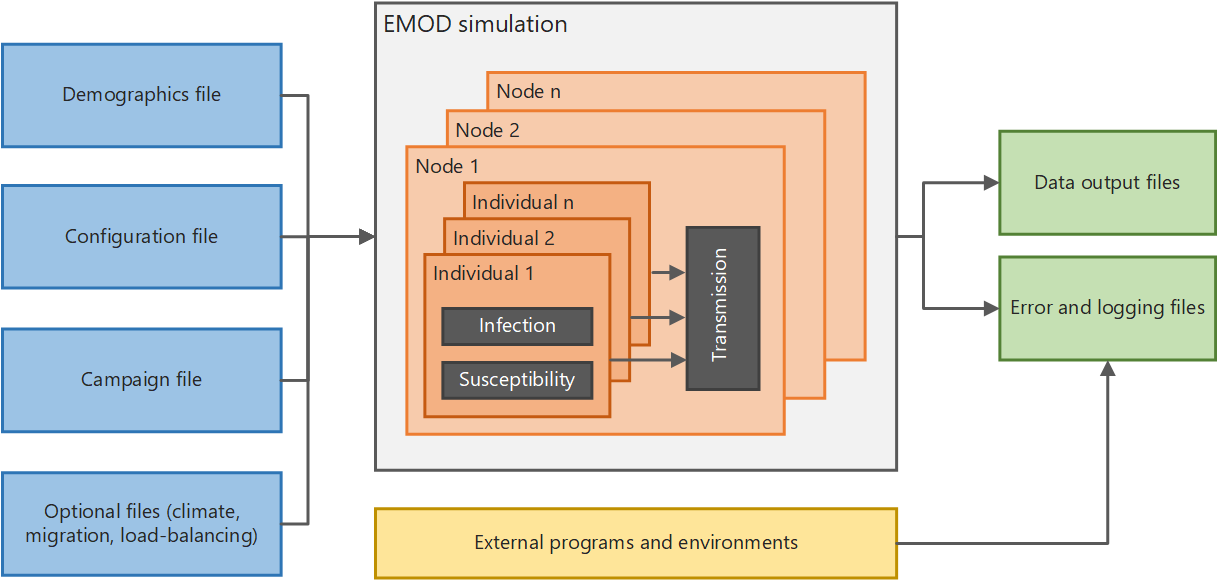 EMOD simulation
Demographics file
Configuration file
Campaign file
Optional files (climate,
migration, load-balancing)
Node n
Node 2
Node 1
Individual n
Individual 2
Individual 1
Infection
Susceptibility
Transmission
Data output files
Error and logging files
External programs and environments